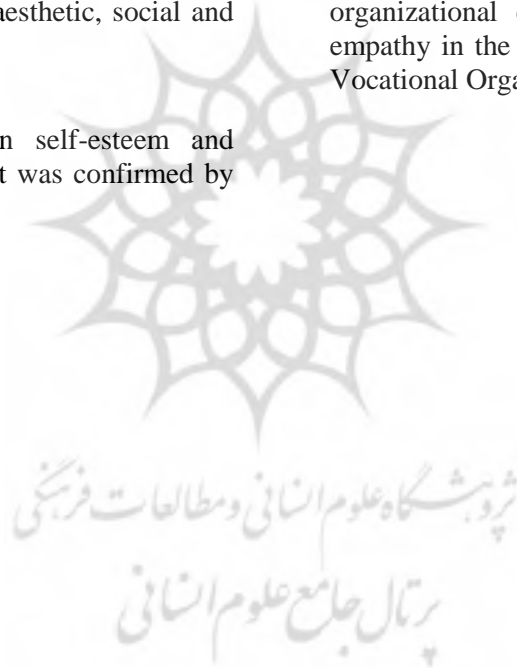 aesthetic, social and
n self-esteem and
t was confirmed by
organizational
empathy in the
Vocational Orga
پژوهشگاه علوم انسانی و مطالعات فرهنگی
پرتال جامع علوم انسانی